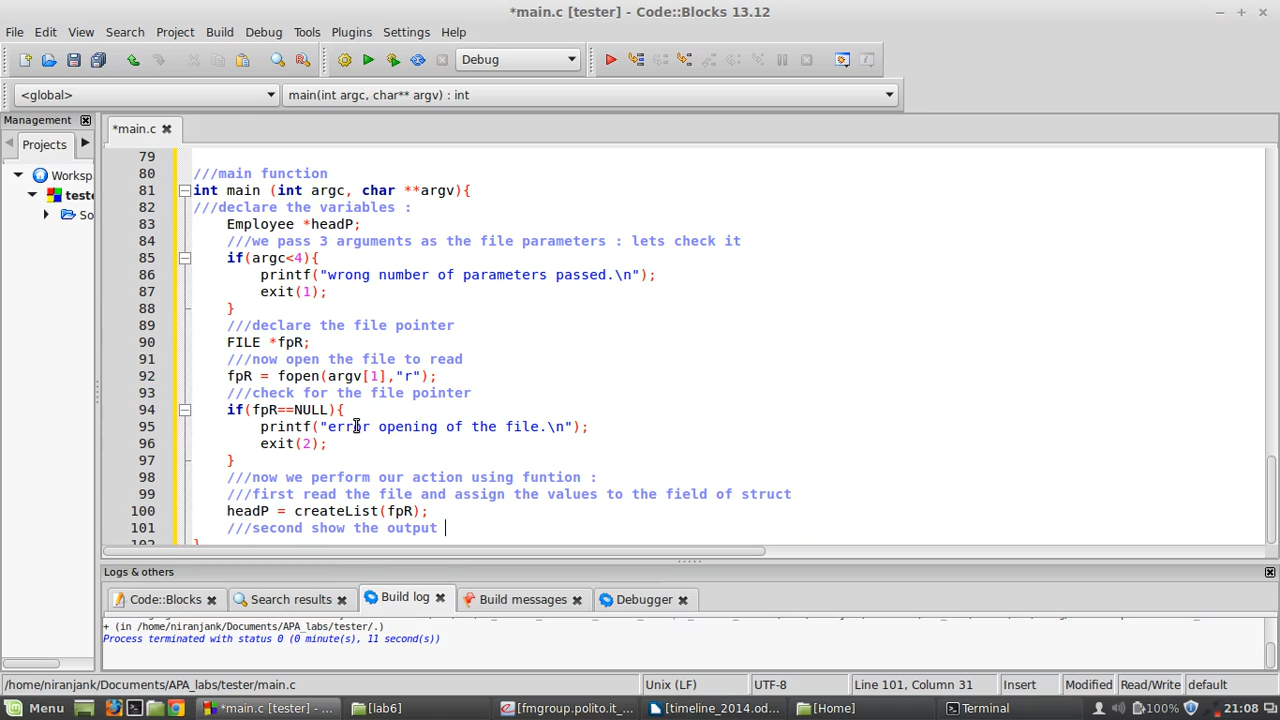 *main.c [tester] - Code::Blocks 13.12
File Edit View Search Project Build Debug Tools Plugins Settings Help
Debug
<global> main(int argc, char** argv) : int
Management
Projects
*main.c
Worksp
teste
So
79
80 ///main function
81 int main (int argc, char **argv){
82 ///declare the variables :
83 Employee *headP;
84 ///we pass 3 arguments as the file parameters : lets check it
85 if(argc<4){
86 printf("wrong number of parameters passed.\n");
87 exit(1);
88 }
89 ///declare the file pointer
90 FILE *fpR;
91 ///now open the file to read
92 fpR = fopen(argv[1],"r");
93 ///check for the file pointer
94 if(fpR==NULL){
95 printf("error opening of the file.\n");
96 exit(2);
97 }
98 ///now we perform our action using funtion :
99 ///first read the file and assign the values to the field of struct
100 headP = createList(fpR);
101 ///second show the output
102 }
Logs & others
Code::Blocks Search results Build log Build messages Debugger
+ (in /home/niranjank/Documents/APA_labs/tester/.)
Process terminated with status 0 (0 minute(s), 11 second(s))
/home/niranjank/Documents/APA_labs/tester/main.c Unix (LF) UTF-8 Line 101, Column 31 Insert Modified Read/Write default
Menu *main.c [tester] - ... [lab6] [fmgroup.polito.it_... [timeline_2014.od... [Home] Terminal 100% 21:08